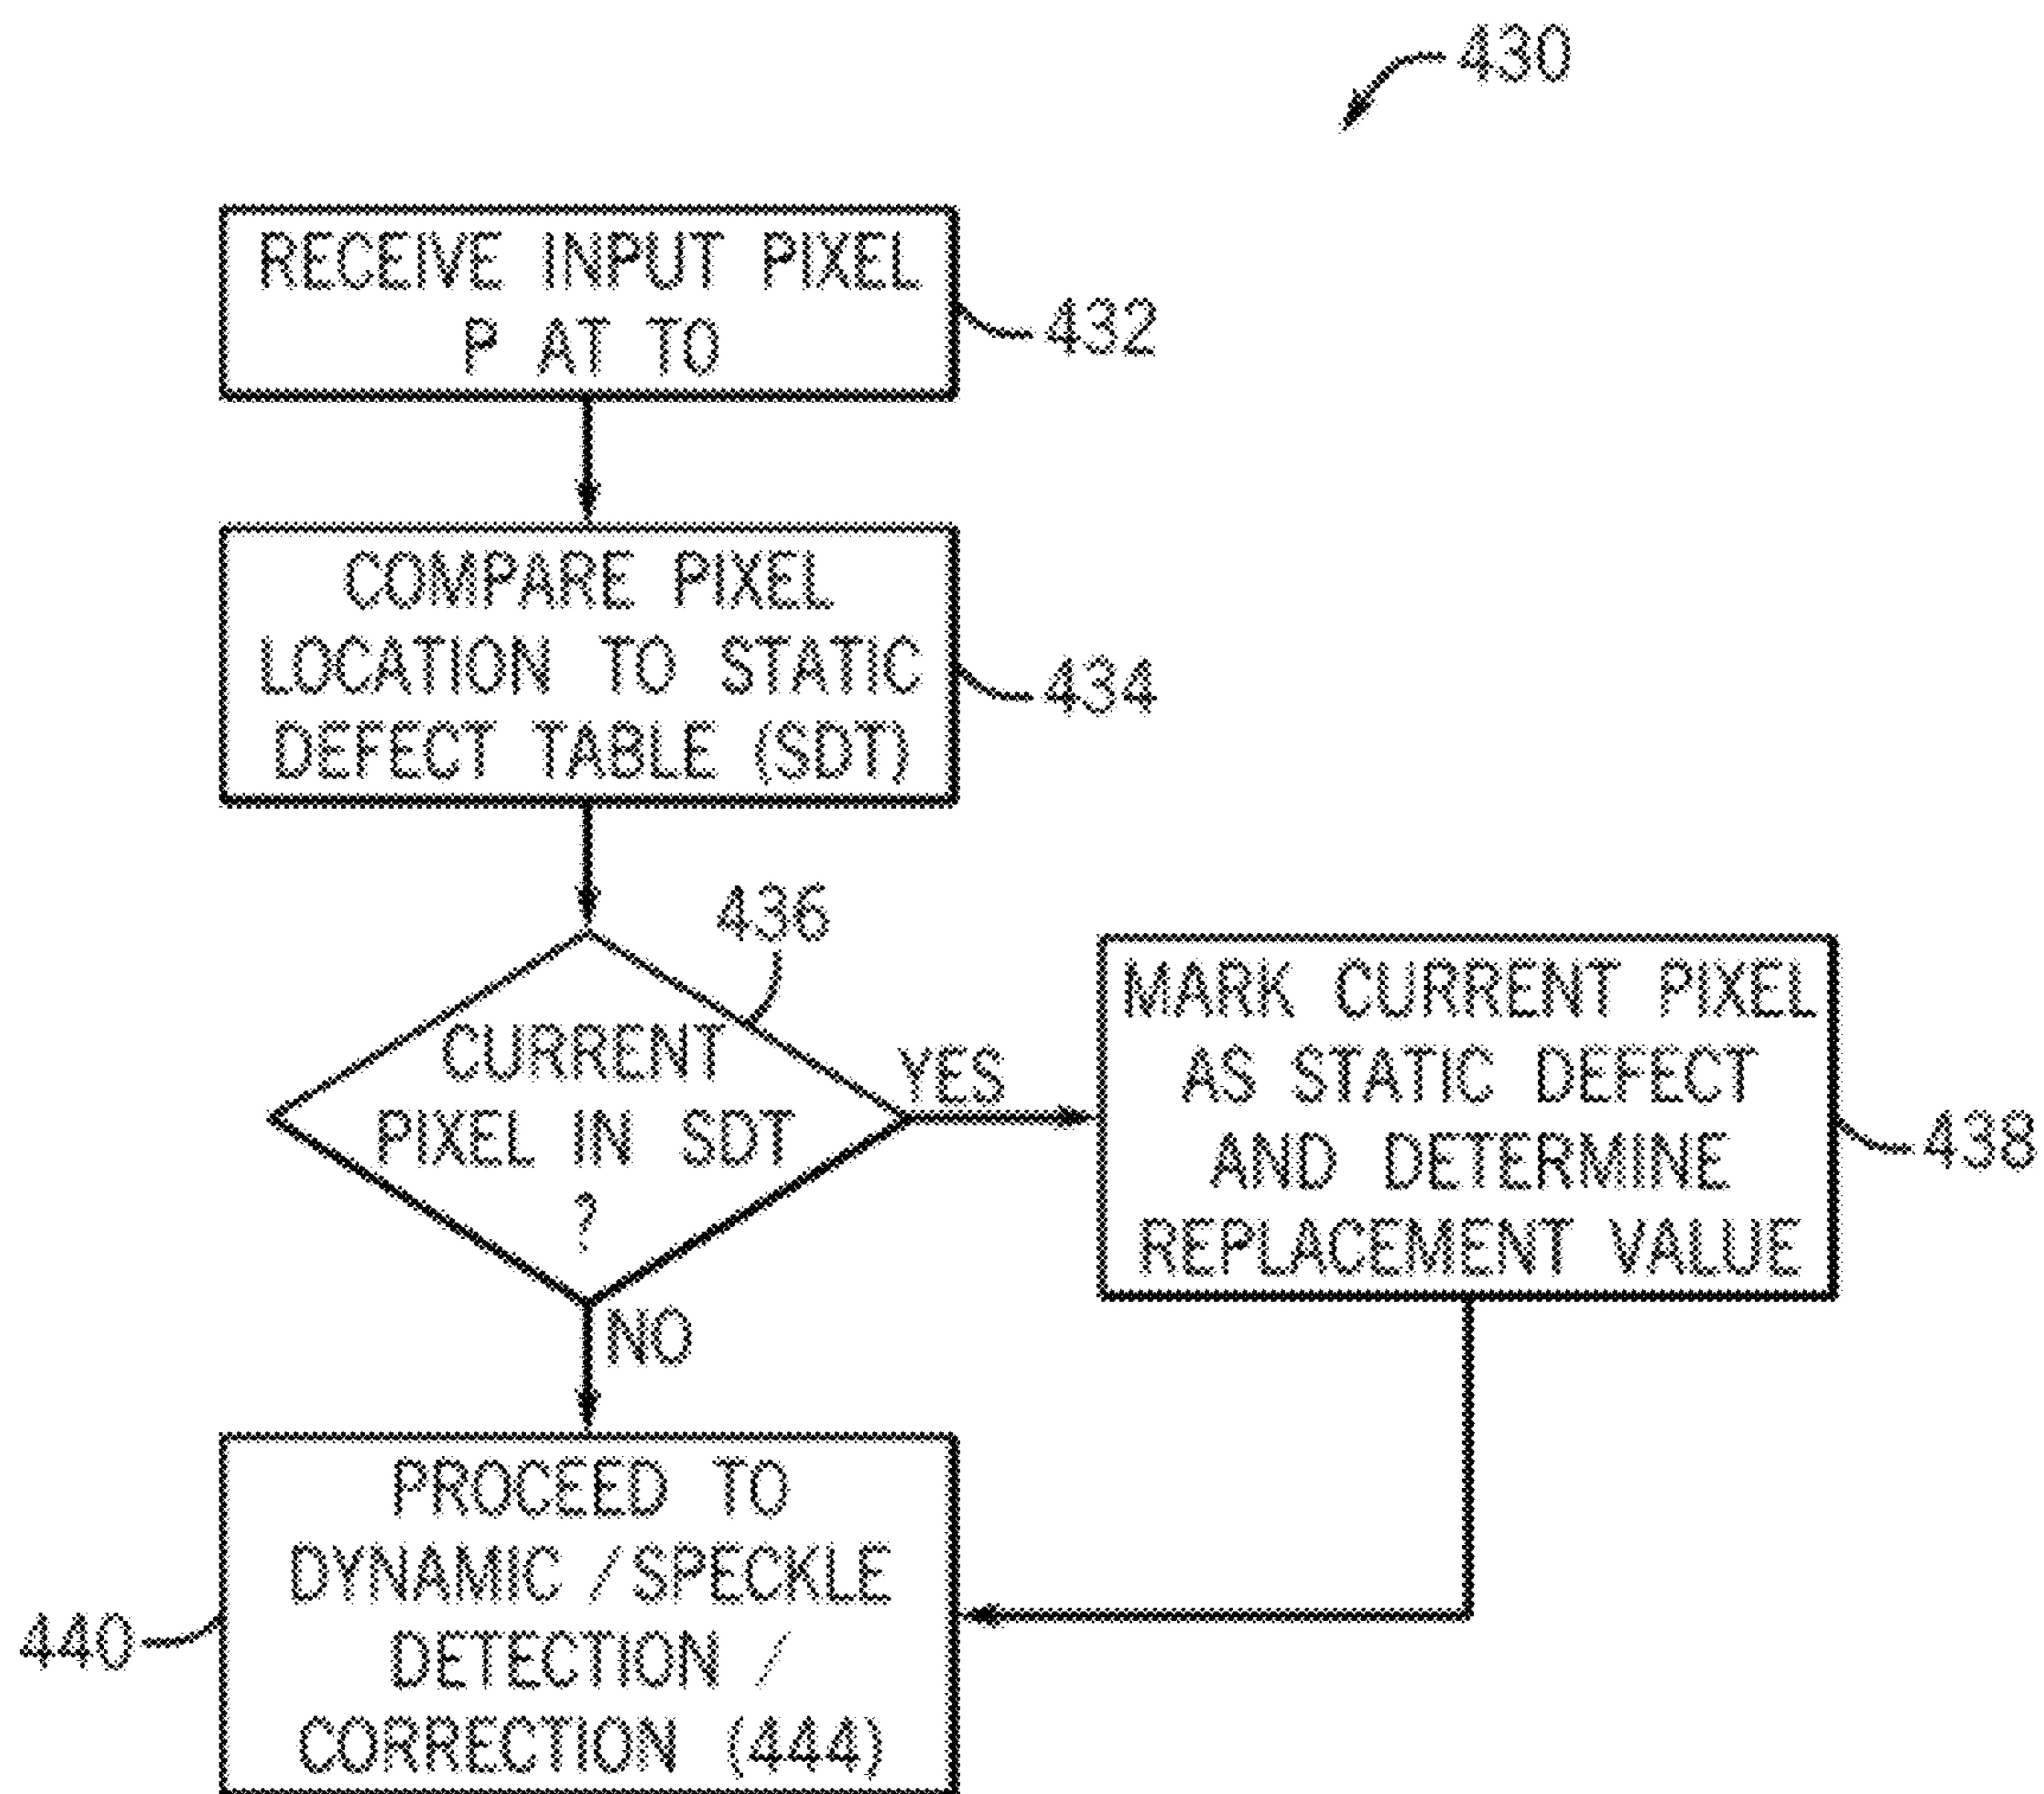 430
RECEIVE INPUT PIXEL
P AT TO
432
COMPARE PIXEL
LOCATION TO STATIC
DEFECT TABLE (SDT)
434
436
CURRENT
PIXEL IN SDT
?
YES
NO
MARK CURRENT PIXEL
AS STATIC DEFECT
AND DETERMINE
REPLACEMENT VALUE
438
PROCEED TO
DYNAMIC/SPECKLE
DETECTION/
CORRECTION (444)
440